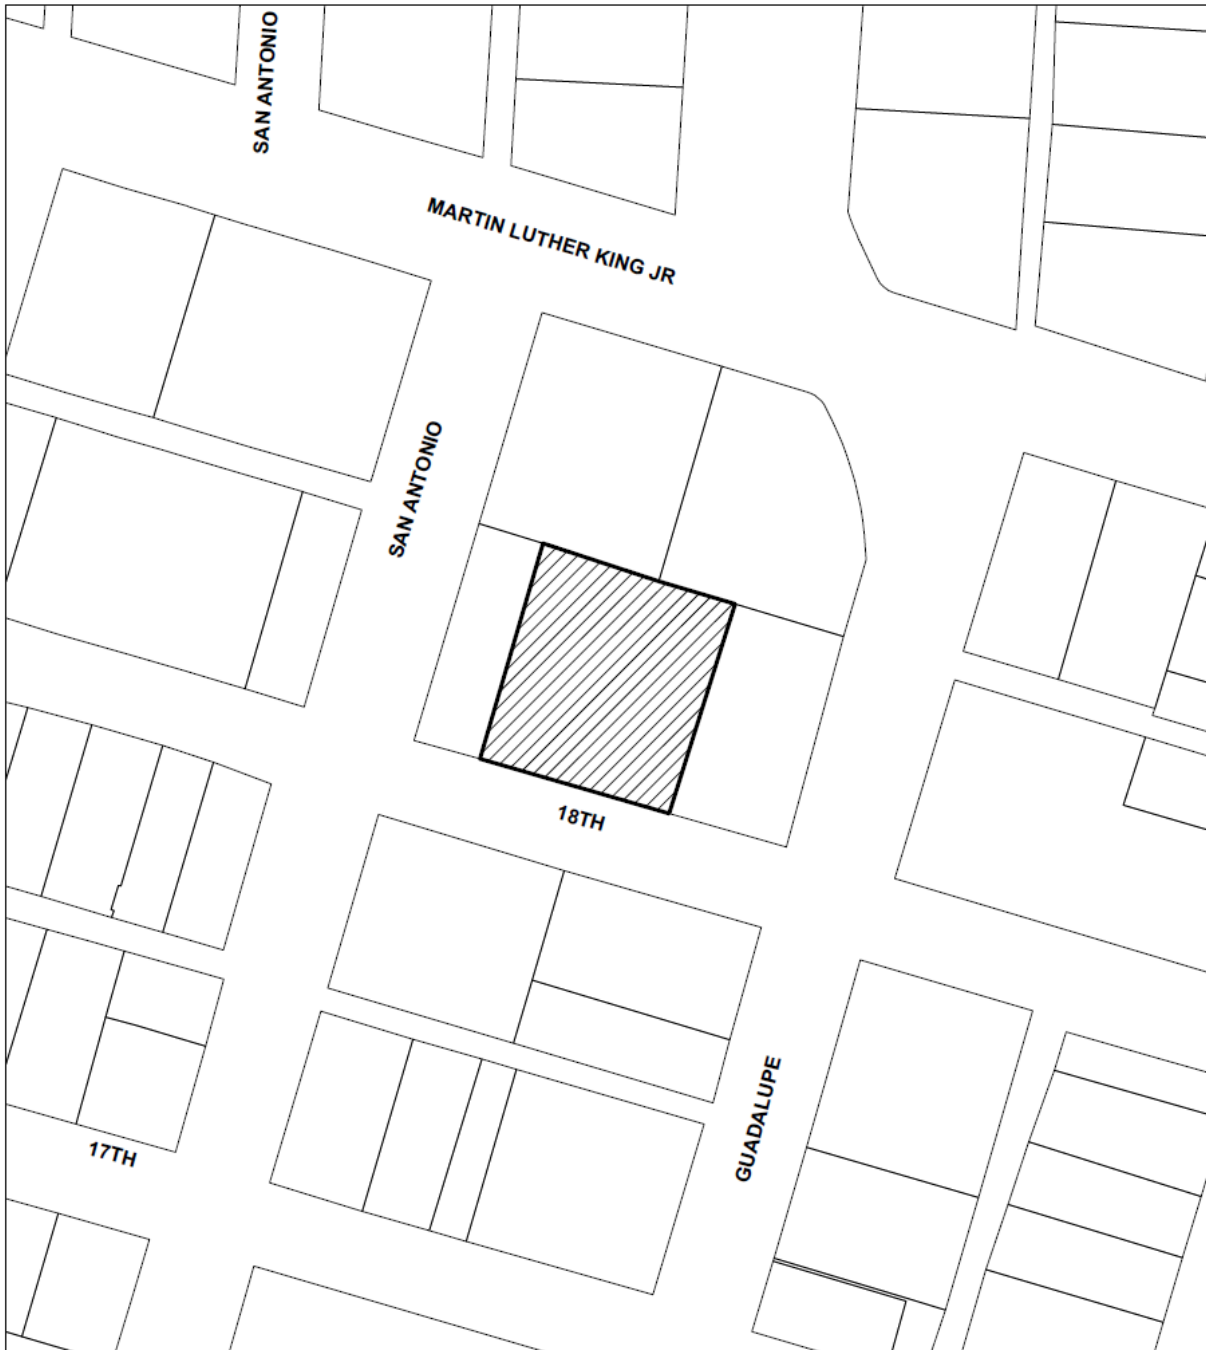 SAN ANTONIO
MARTIN LUTHER KING JR
SAN ANTONIO
18TH
GUADALUPE
17TH